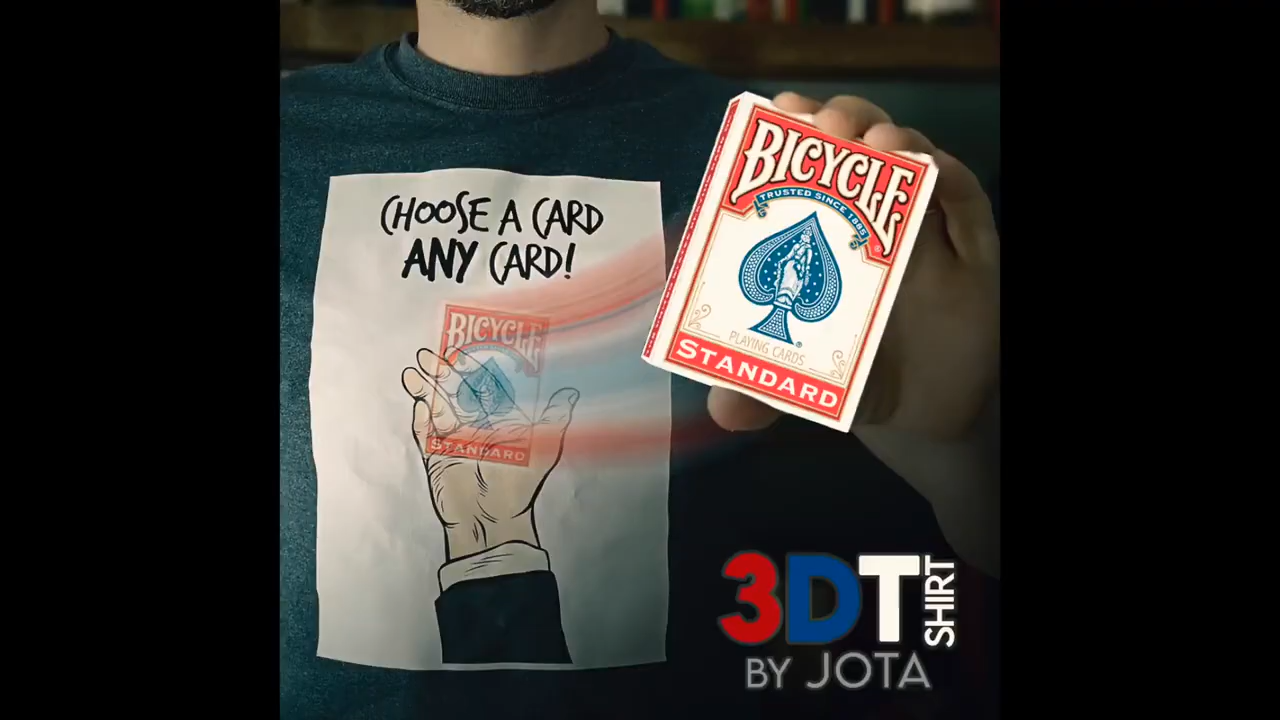 CHOOSE A CARD
ANY CARD!
BICYCLE
STANDARD
BICYCLE
®
TRUSTED SINCE 1885
®
PLAYING CARDS
STANDARD
3DT
SHIRT
BY JOTA